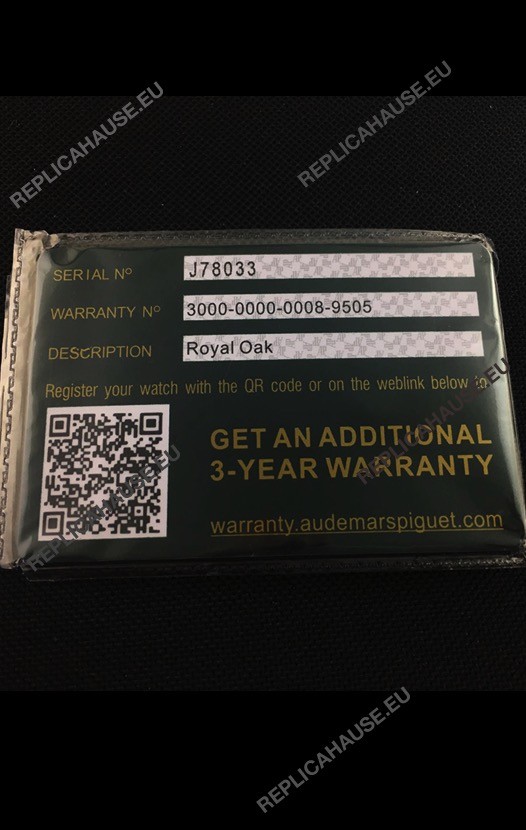 REPLICAHAUSE.EU
REPLICAHAUSE.EU
SERIAL Nº
J78033
WARRANTY Nº
3000-0000-0008-9505
DESCRIPTION
Royal Oak
Register your watch with the QR code or on the weblink below in
REPLICAHAUSE.EU
GET AN ADDITIONAL
3-YEAR WARRANTY
REPLICAHAUSE.EU
warranty.audemarspiguet.com
REPLICAHAUSE.EU